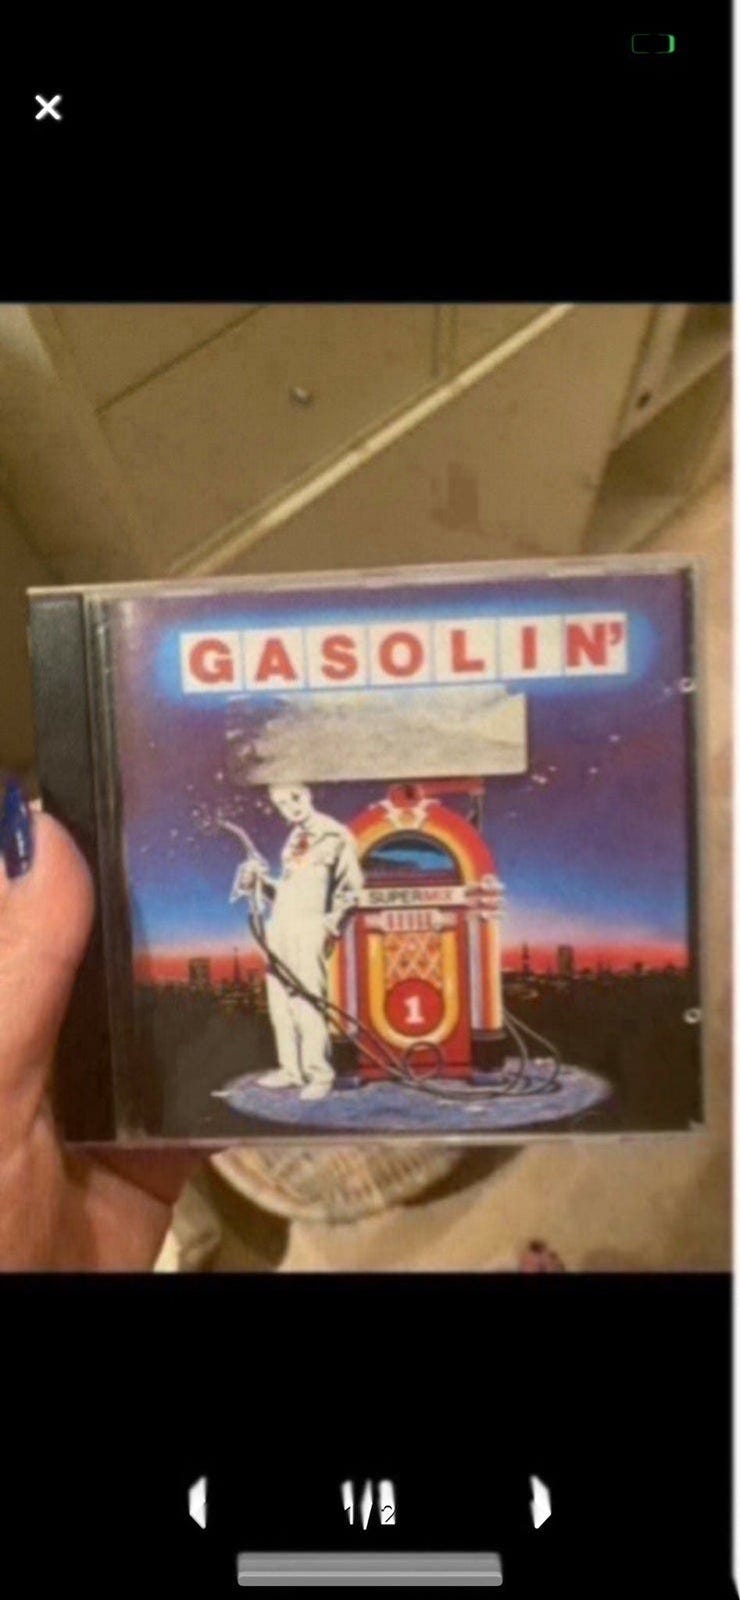 GASOLIN'
SUPERMIX
1
1/2